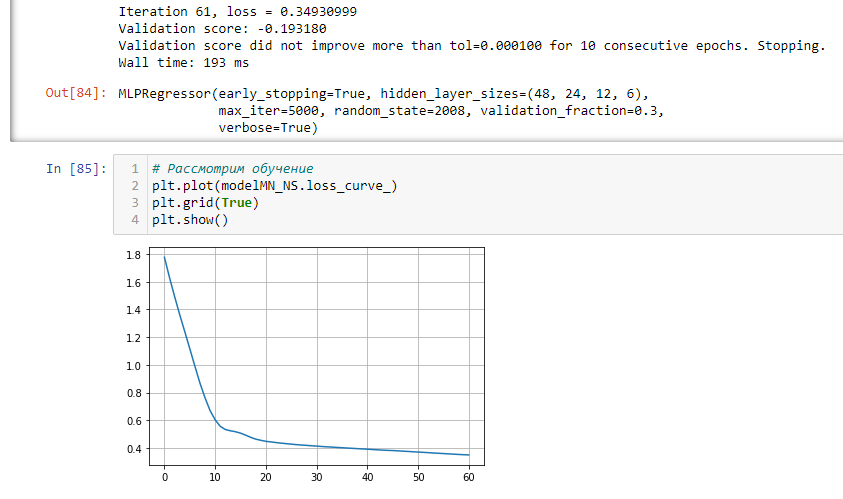 Iteration 61, loss = 0.34930999
Validation score: -0.193180
Validation score did not improve more than tol=0.000100 for 10 consecutive epochs. Stopping.
Wall time: 193 ms
Out[84]: MLPRegressor(early_stopping=True, hidden_layer_sizes=(48, 24, 12, 6),
max_iter=5000, random_state=2008, validation_fraction=0.3,
verbose=True)
In [85]: 1 # Рассмотрим обучение
2 plt.plot(modelMN_NS.loss_curve_)
3 plt.grid(True)
4 plt.show()
1.8
1.6
1.4
1.2
1.0
0.8
0.6
0.4
0 10 20 30 40 50 60